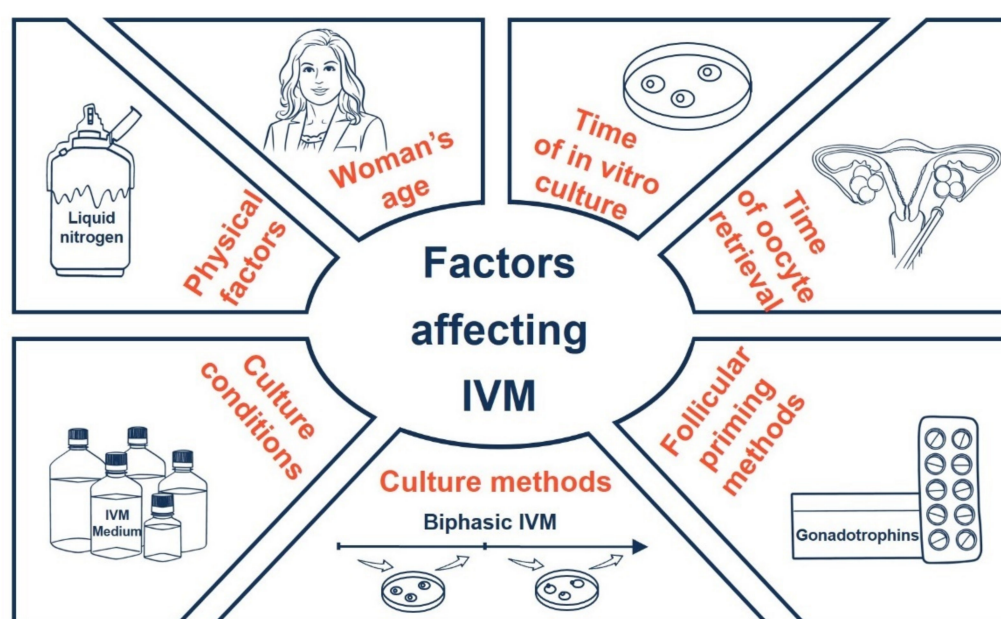 Woman's
age
Time
of in vitro
culture
Liquid
nitrogen
Physical
factors
Time
of oocyte
retrieval
Factors
affecting
IVM
Culture
conditions
IVM
Medium
Culture methods
Biphasic IVM
Follicular
priming
methods
Gonadotrophins